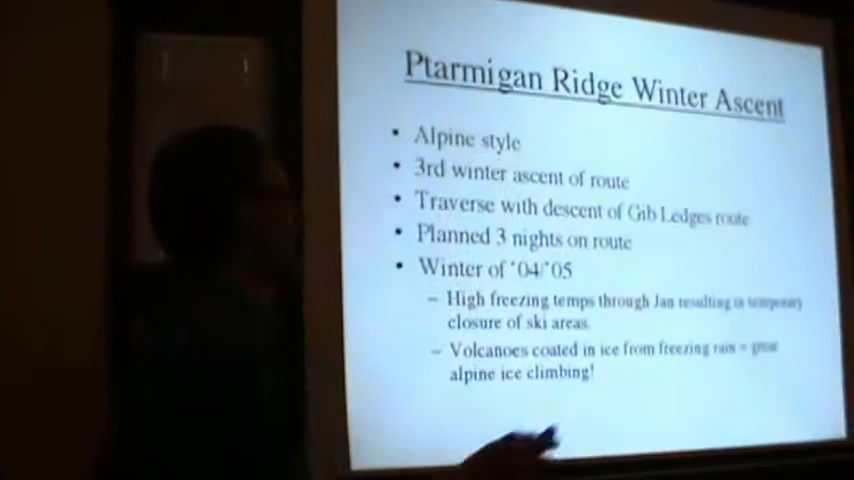 Ptarmigan Ridge Winter Ascent
• Alpine style
• 3rd winter ascent of route
• Traverse with descent of Gib Ledges route
• Planned 3 nights on route
• Winter of '04/'05
– High freezing temps through Jan resulting in temporary
closure of ski areas.
– Volcanoes coated in ice from freezing rain = great
alpine ice climbing!